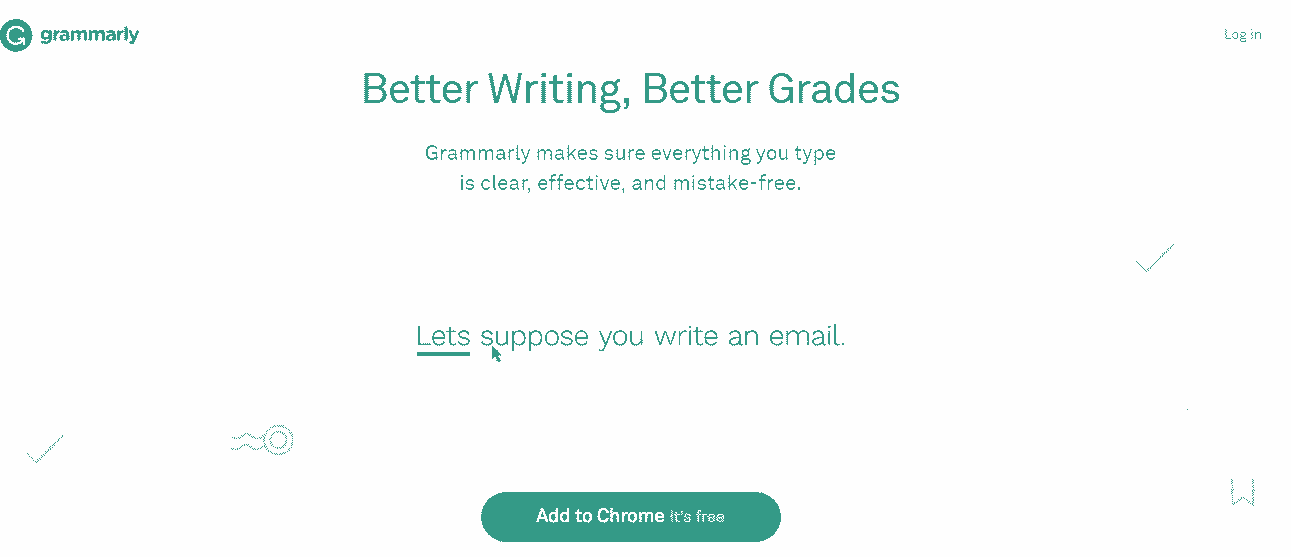 grammarly
Log in
Better Writing, Better Grades
Grammarly makes sure everything you type
is clear, effective, and mistake-free.
Lets suppose you write an email.
Add to Chrome It's free